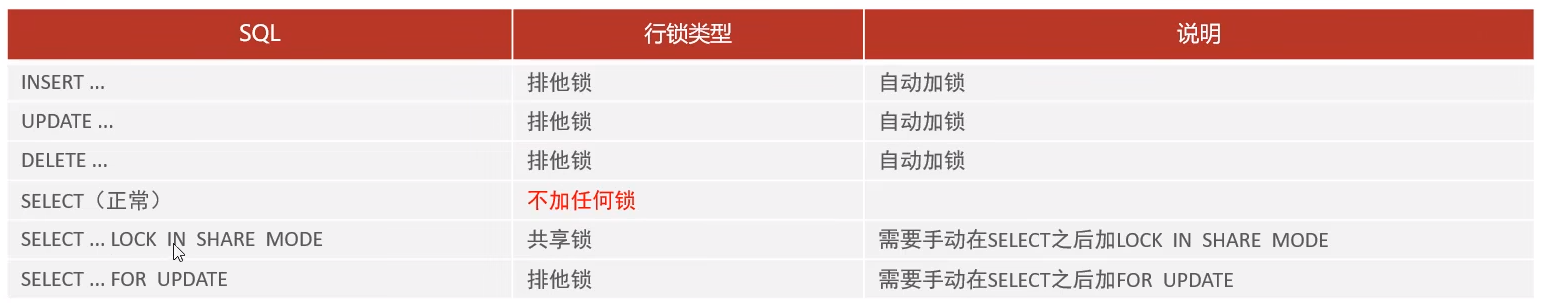 SQL 行锁类型 说明
INSERT ... 排他锁 自动加锁
UPDATE ... 排他锁 自动加锁
DELETE ... 排他锁 自动加锁
SELECT（正常） 不加任何锁
SELECT ... LOCK IN SHARE MODE 共享锁 需要手动在SELECT之后加LOCK IN SHARE MODE
SELECT ... FOR UPDATE 排他锁 需要手动在SELECT之后加FOR UPDATE